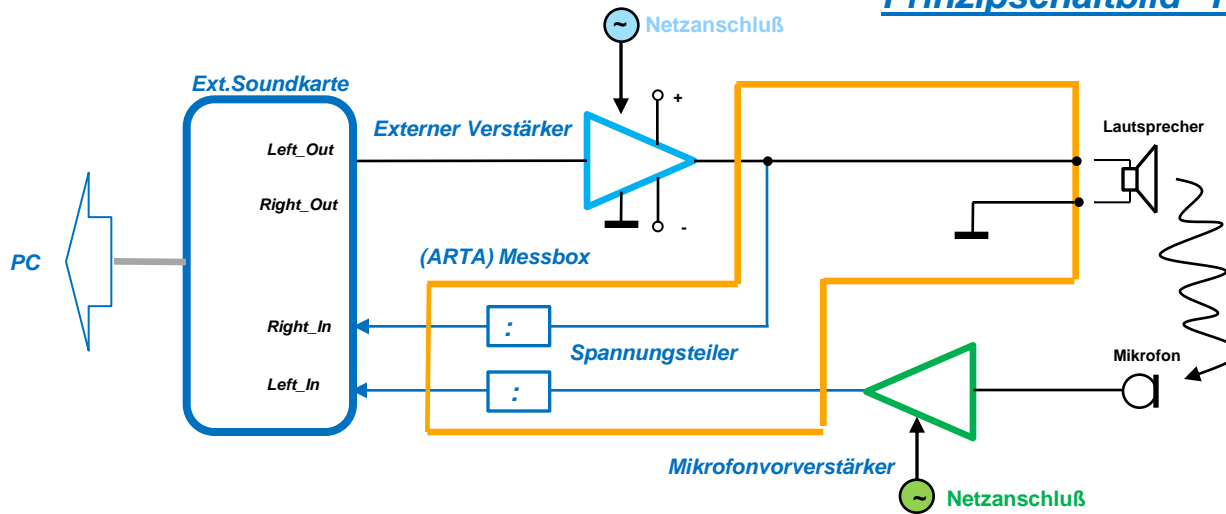 Prinzipschaltbild
~ Netzanschluß
Ext.Soundkarte
+
Externer Verstärker
Lautsprecher
Left_Out
Right_Out
-
(ARTA) Messbox
PC
Right_In
:
Spannungsteiler
Mikrofon
Left_In
:
Mikrofonvorverstärker
~ Netzanschluß